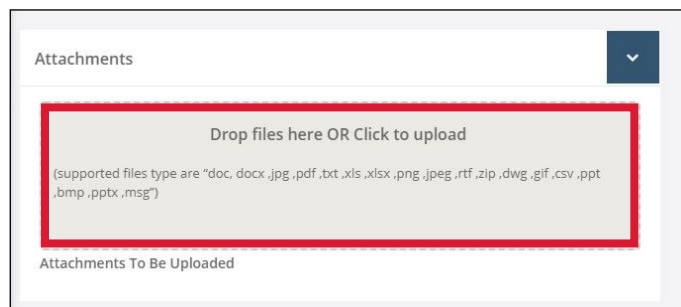 Attachments
Drop files here OR Click to upload
(supported files type are “doc, docx ,jpg ,pdf ,txt ,xls ,xlsx ,png ,jpeg ,rtf ,zip ,dwg ,gif ,csv ,ppt
,bmp ,pptx ,msg”)
Attachments To Be Uploaded